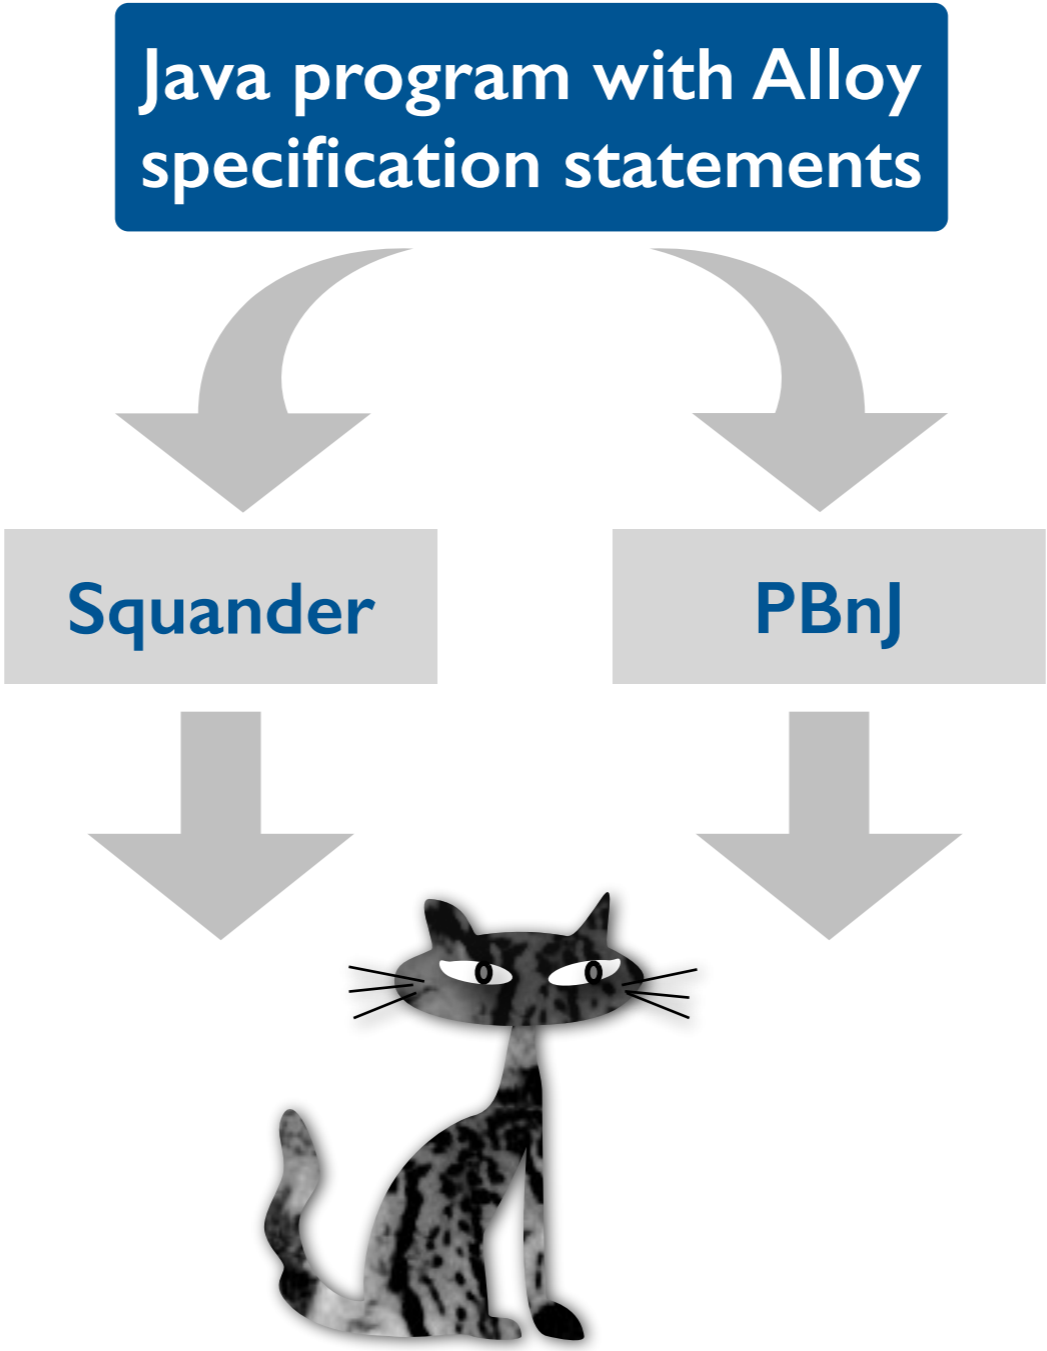 Java program with Alloy
specification statements
Squander
PBnJ